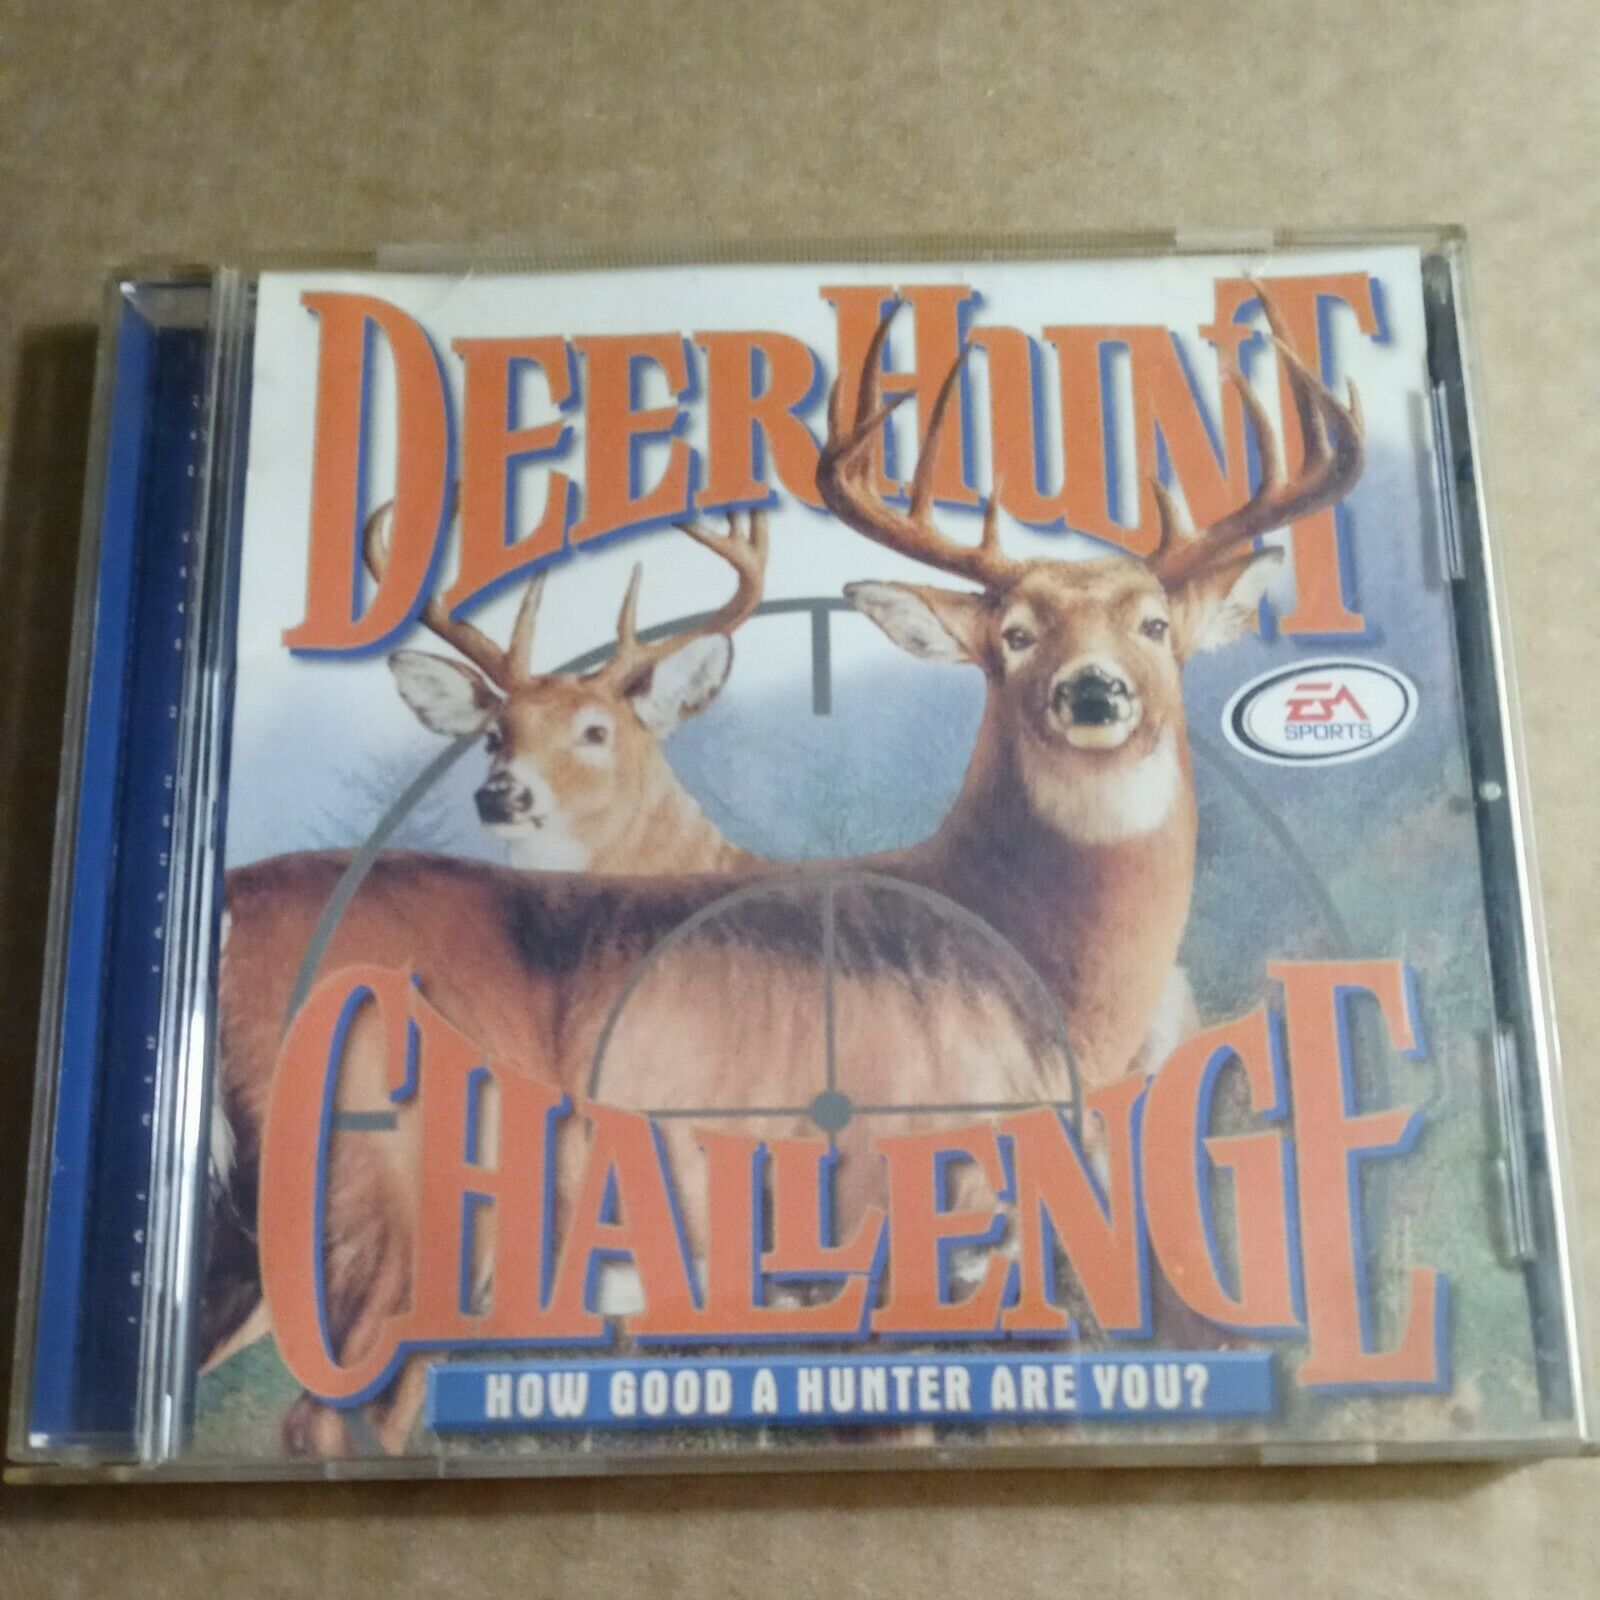 DEER HUNT
EA
SPORTS
CHALLENGE
HOW GOOD A HUNTER ARE YOU?